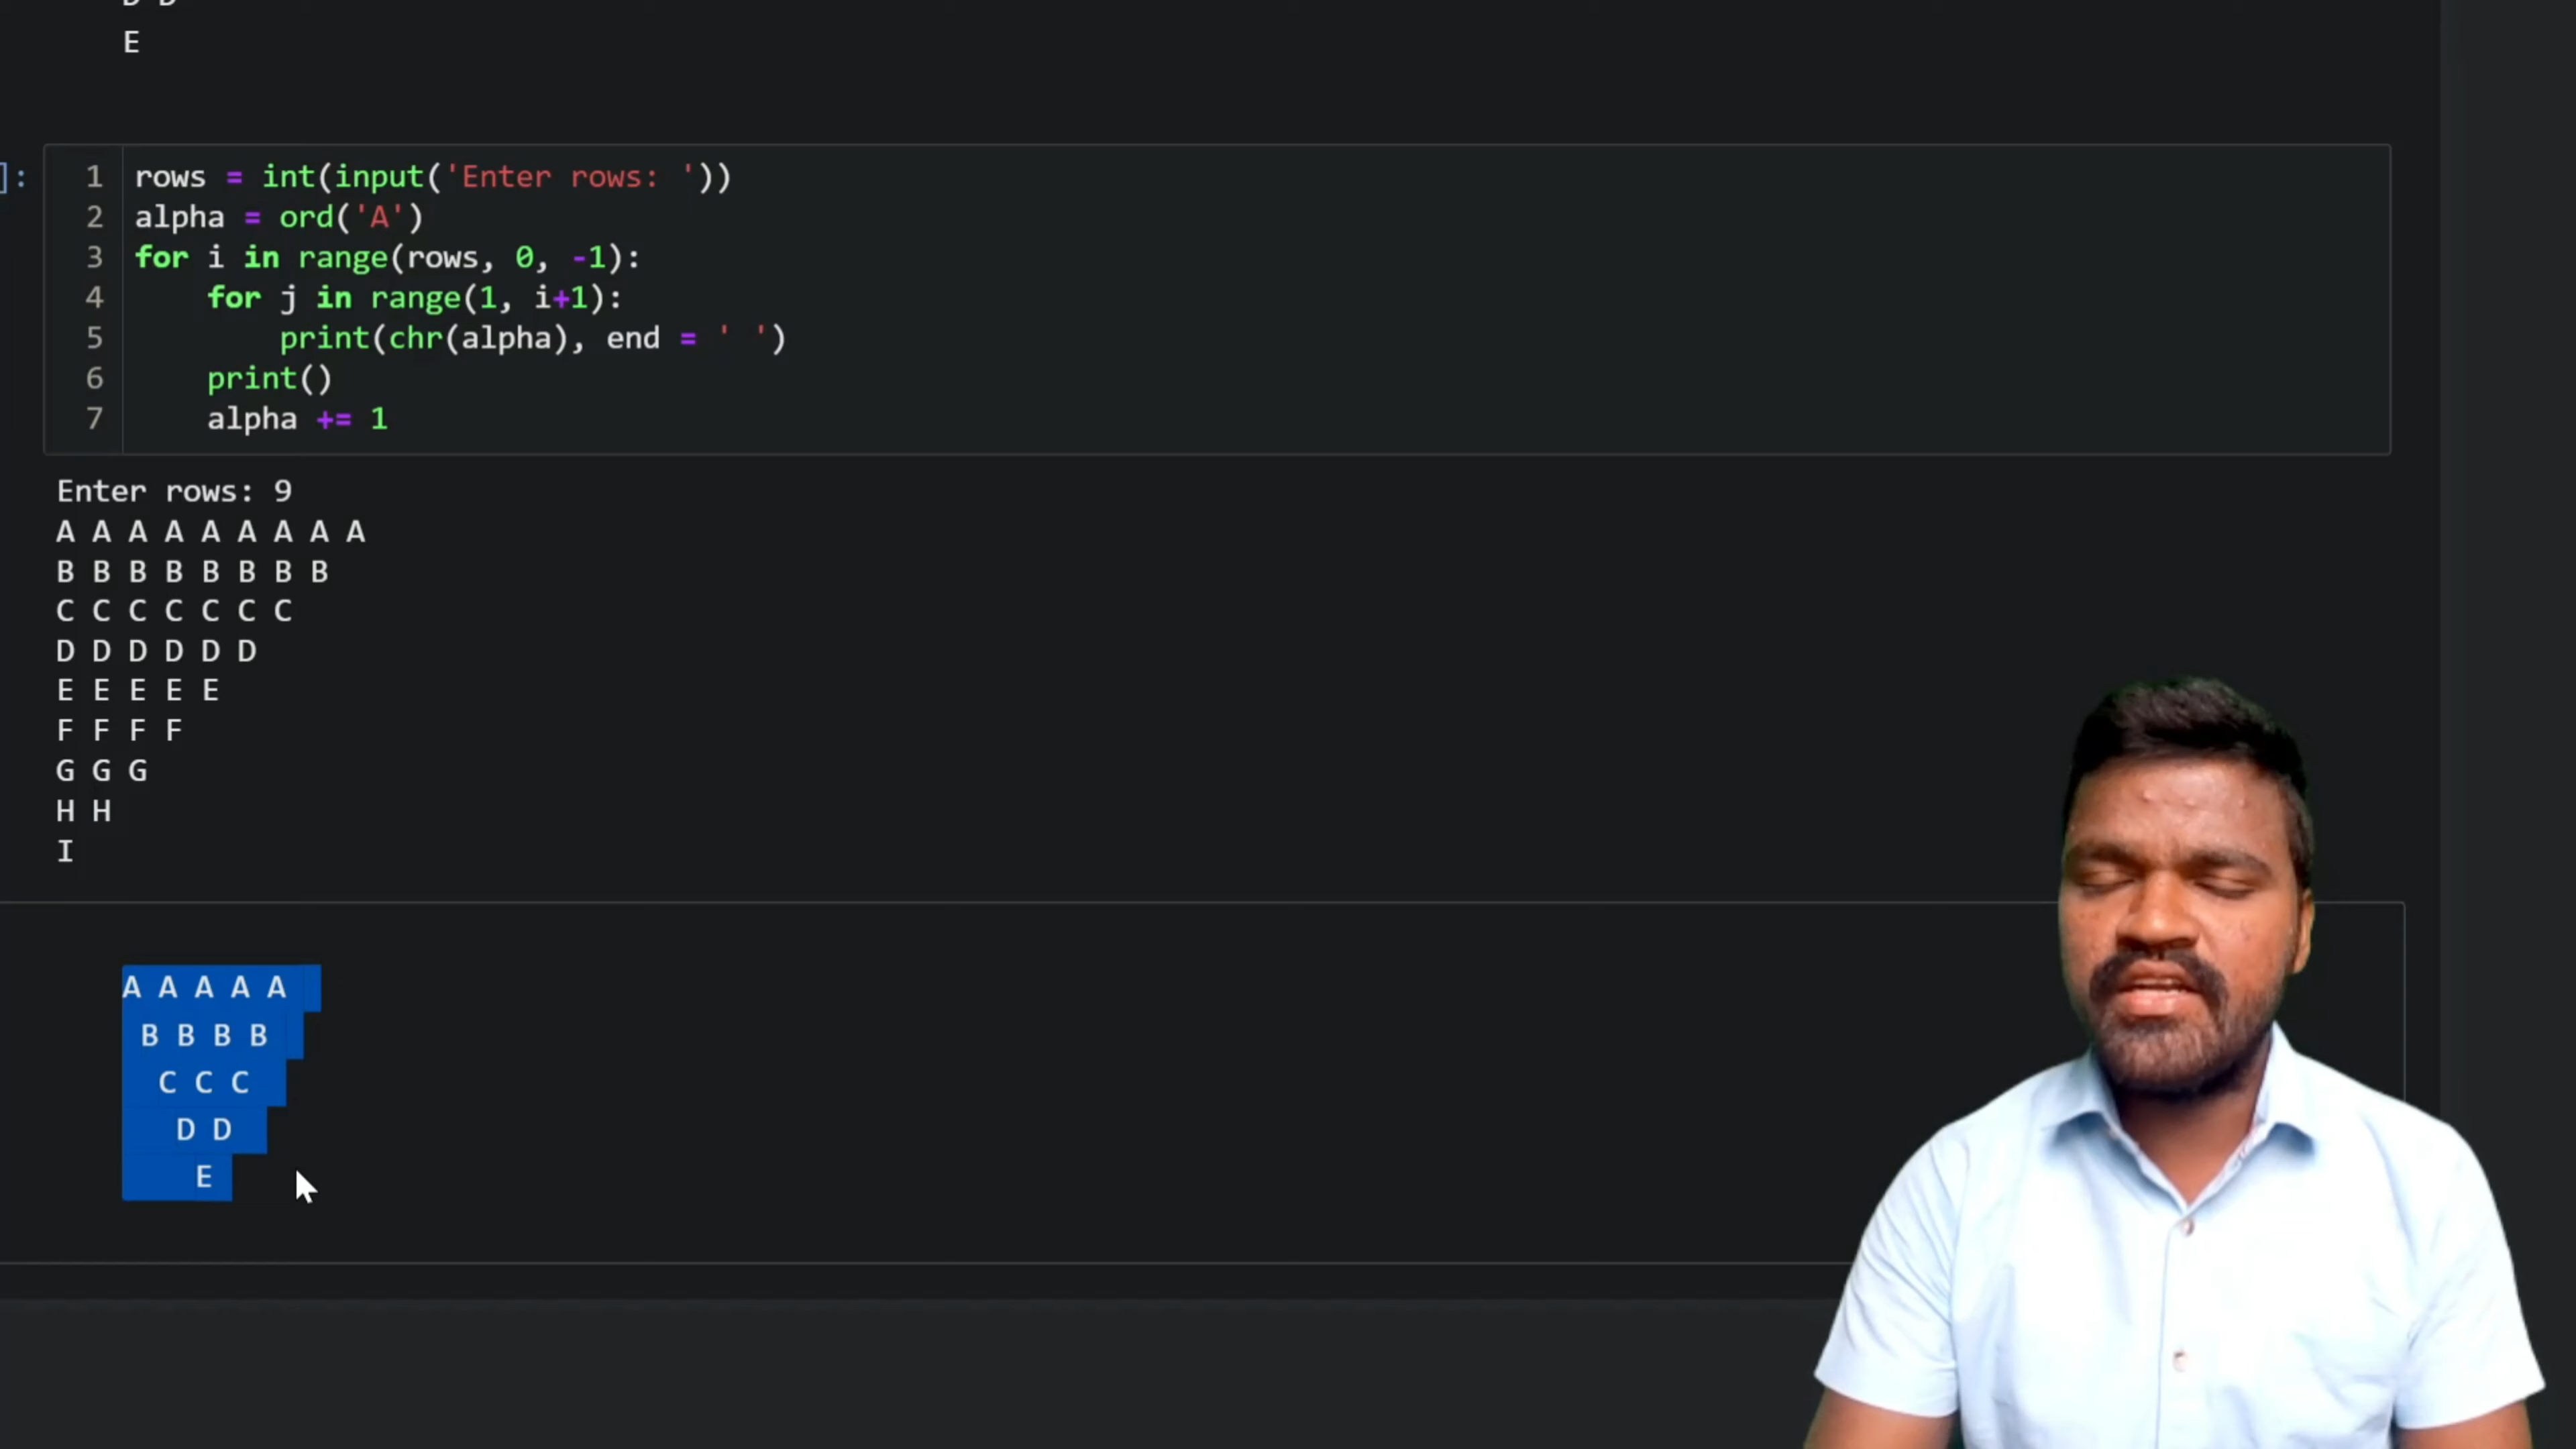 E
]:
1 rows = int(input('Enter rows: '))
2 alpha = ord('A')
3 for i in range(rows, 0, -1):
4     for j in range(1, i+1):
5         print(chr(alpha), end = ' ')
6     print()
7     alpha += 1
Enter rows: 9
A A A A A A A A A
B B B B B B B B
C C C C C C C
D D D D D D
E E E E E
F F F F
G G G
H H
I
A A A A A
 B B B B
  C C C
   D D
    E